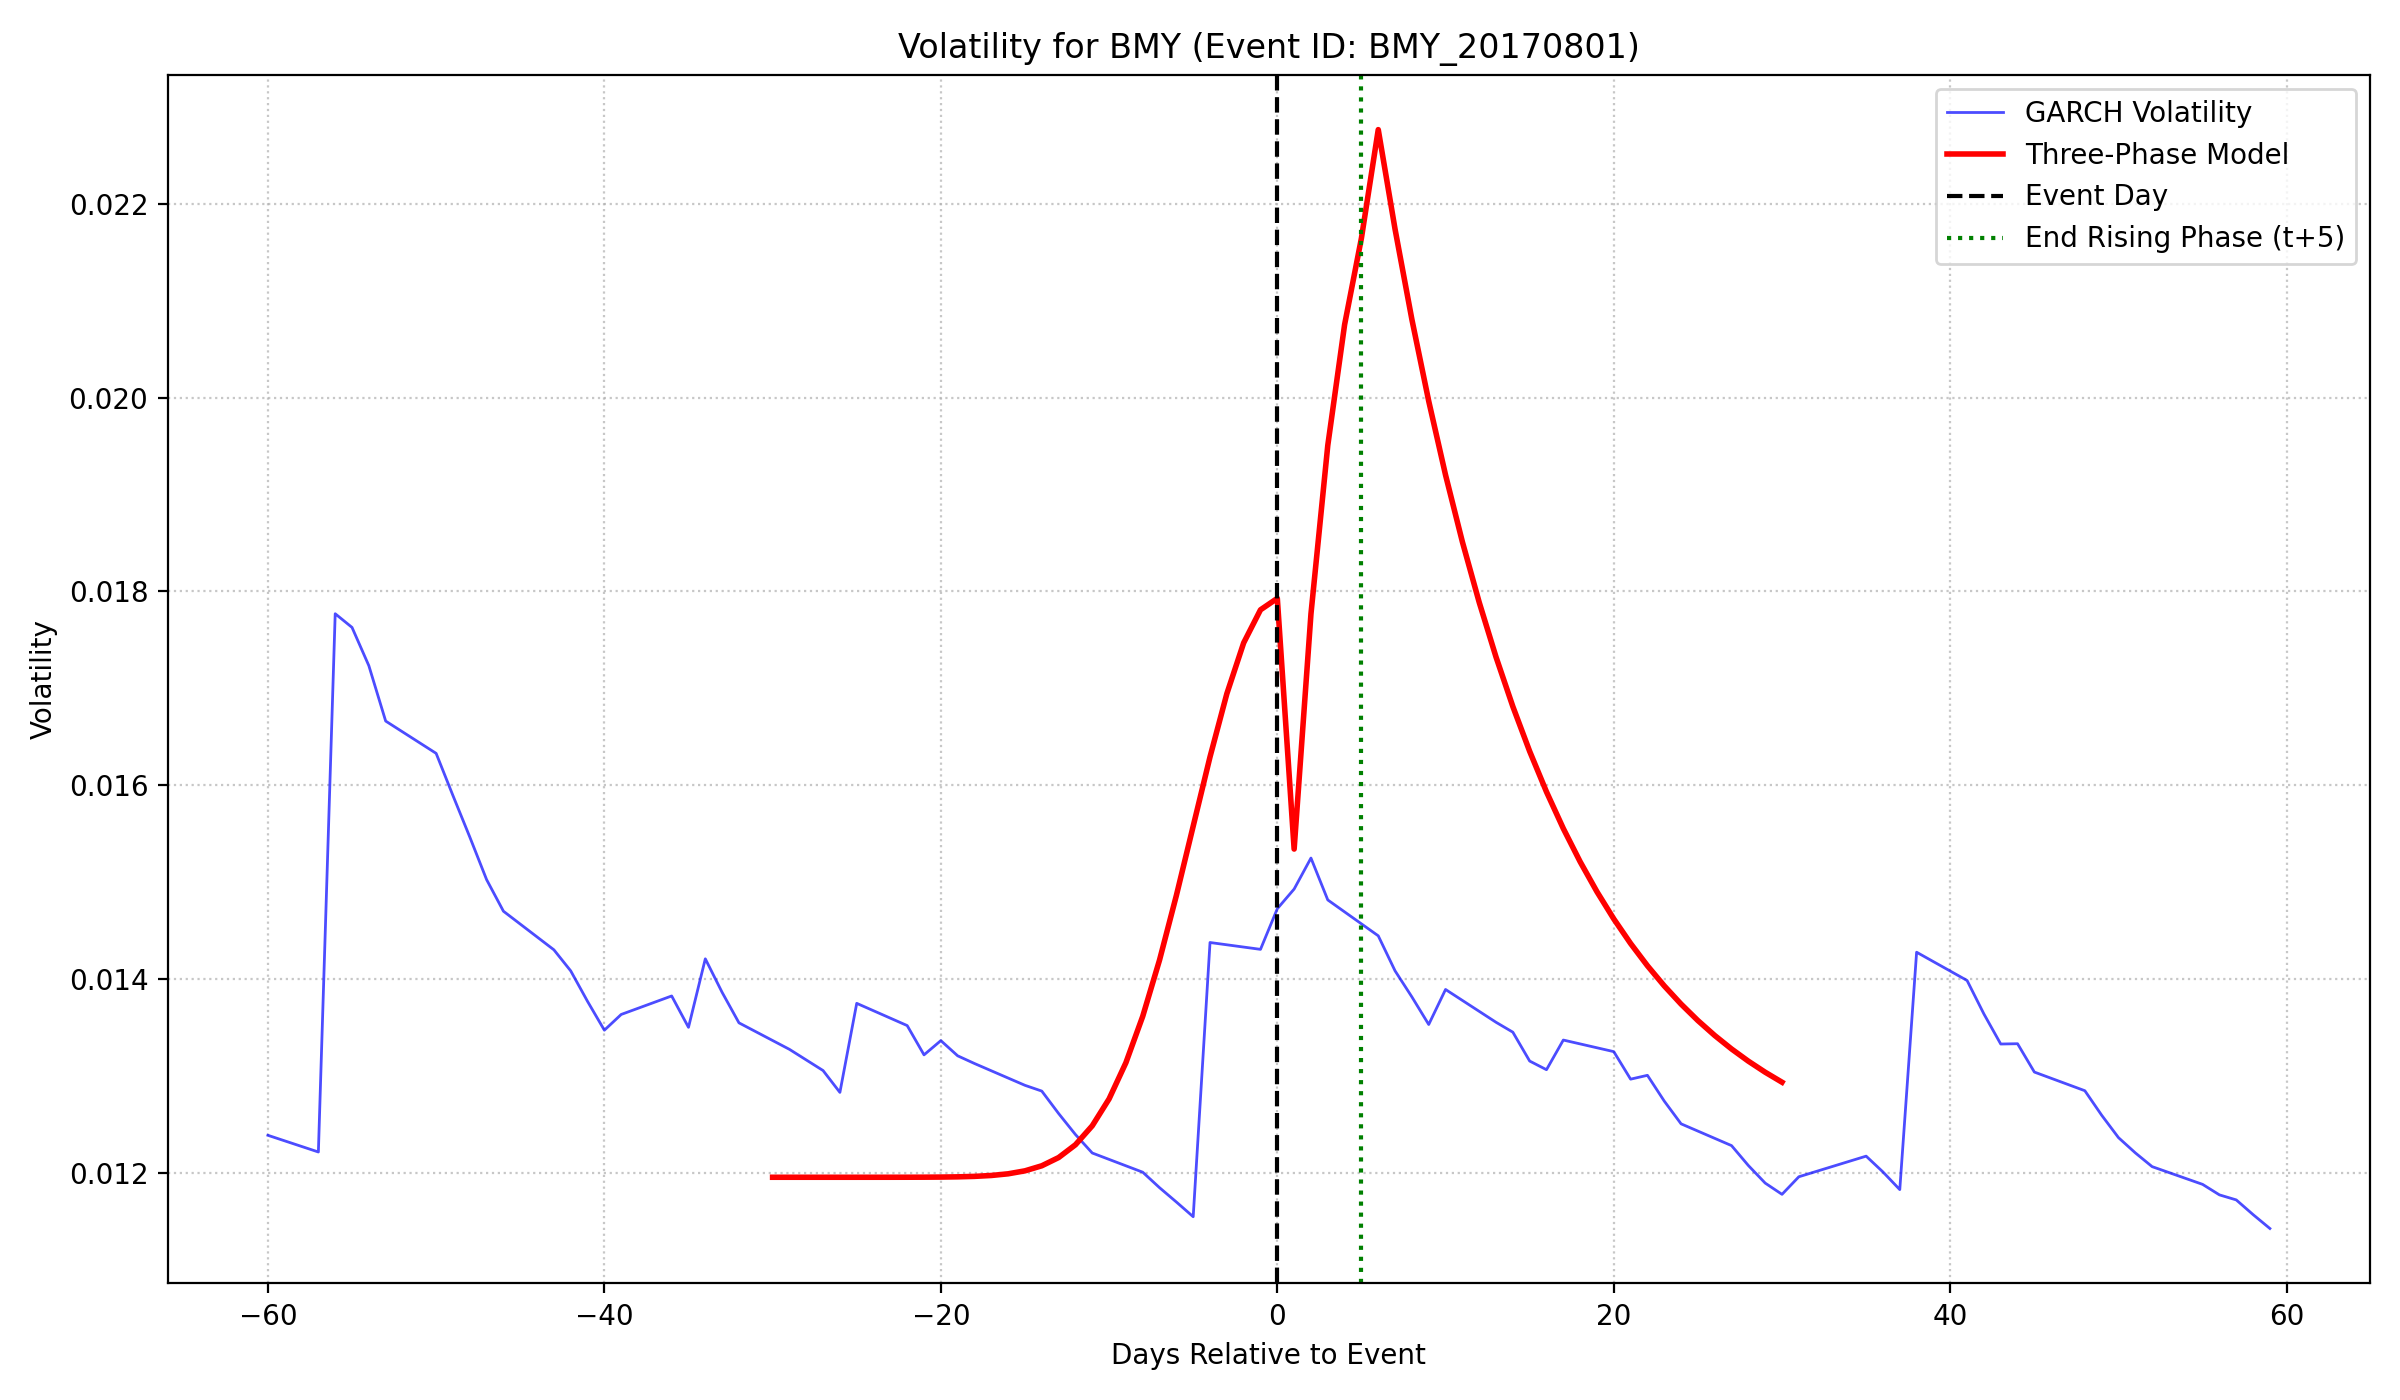 Volatility for BMY (Event ID: BMY_20170801)
GARCH Volatility
Three-Phase Model
Event Day
End Rising Phase (t+5)
Volatility
0.022
0.020
0.018
0.016
0.014
0.012
−60 −40 −20 0 20 40 60
Days Relative to Event